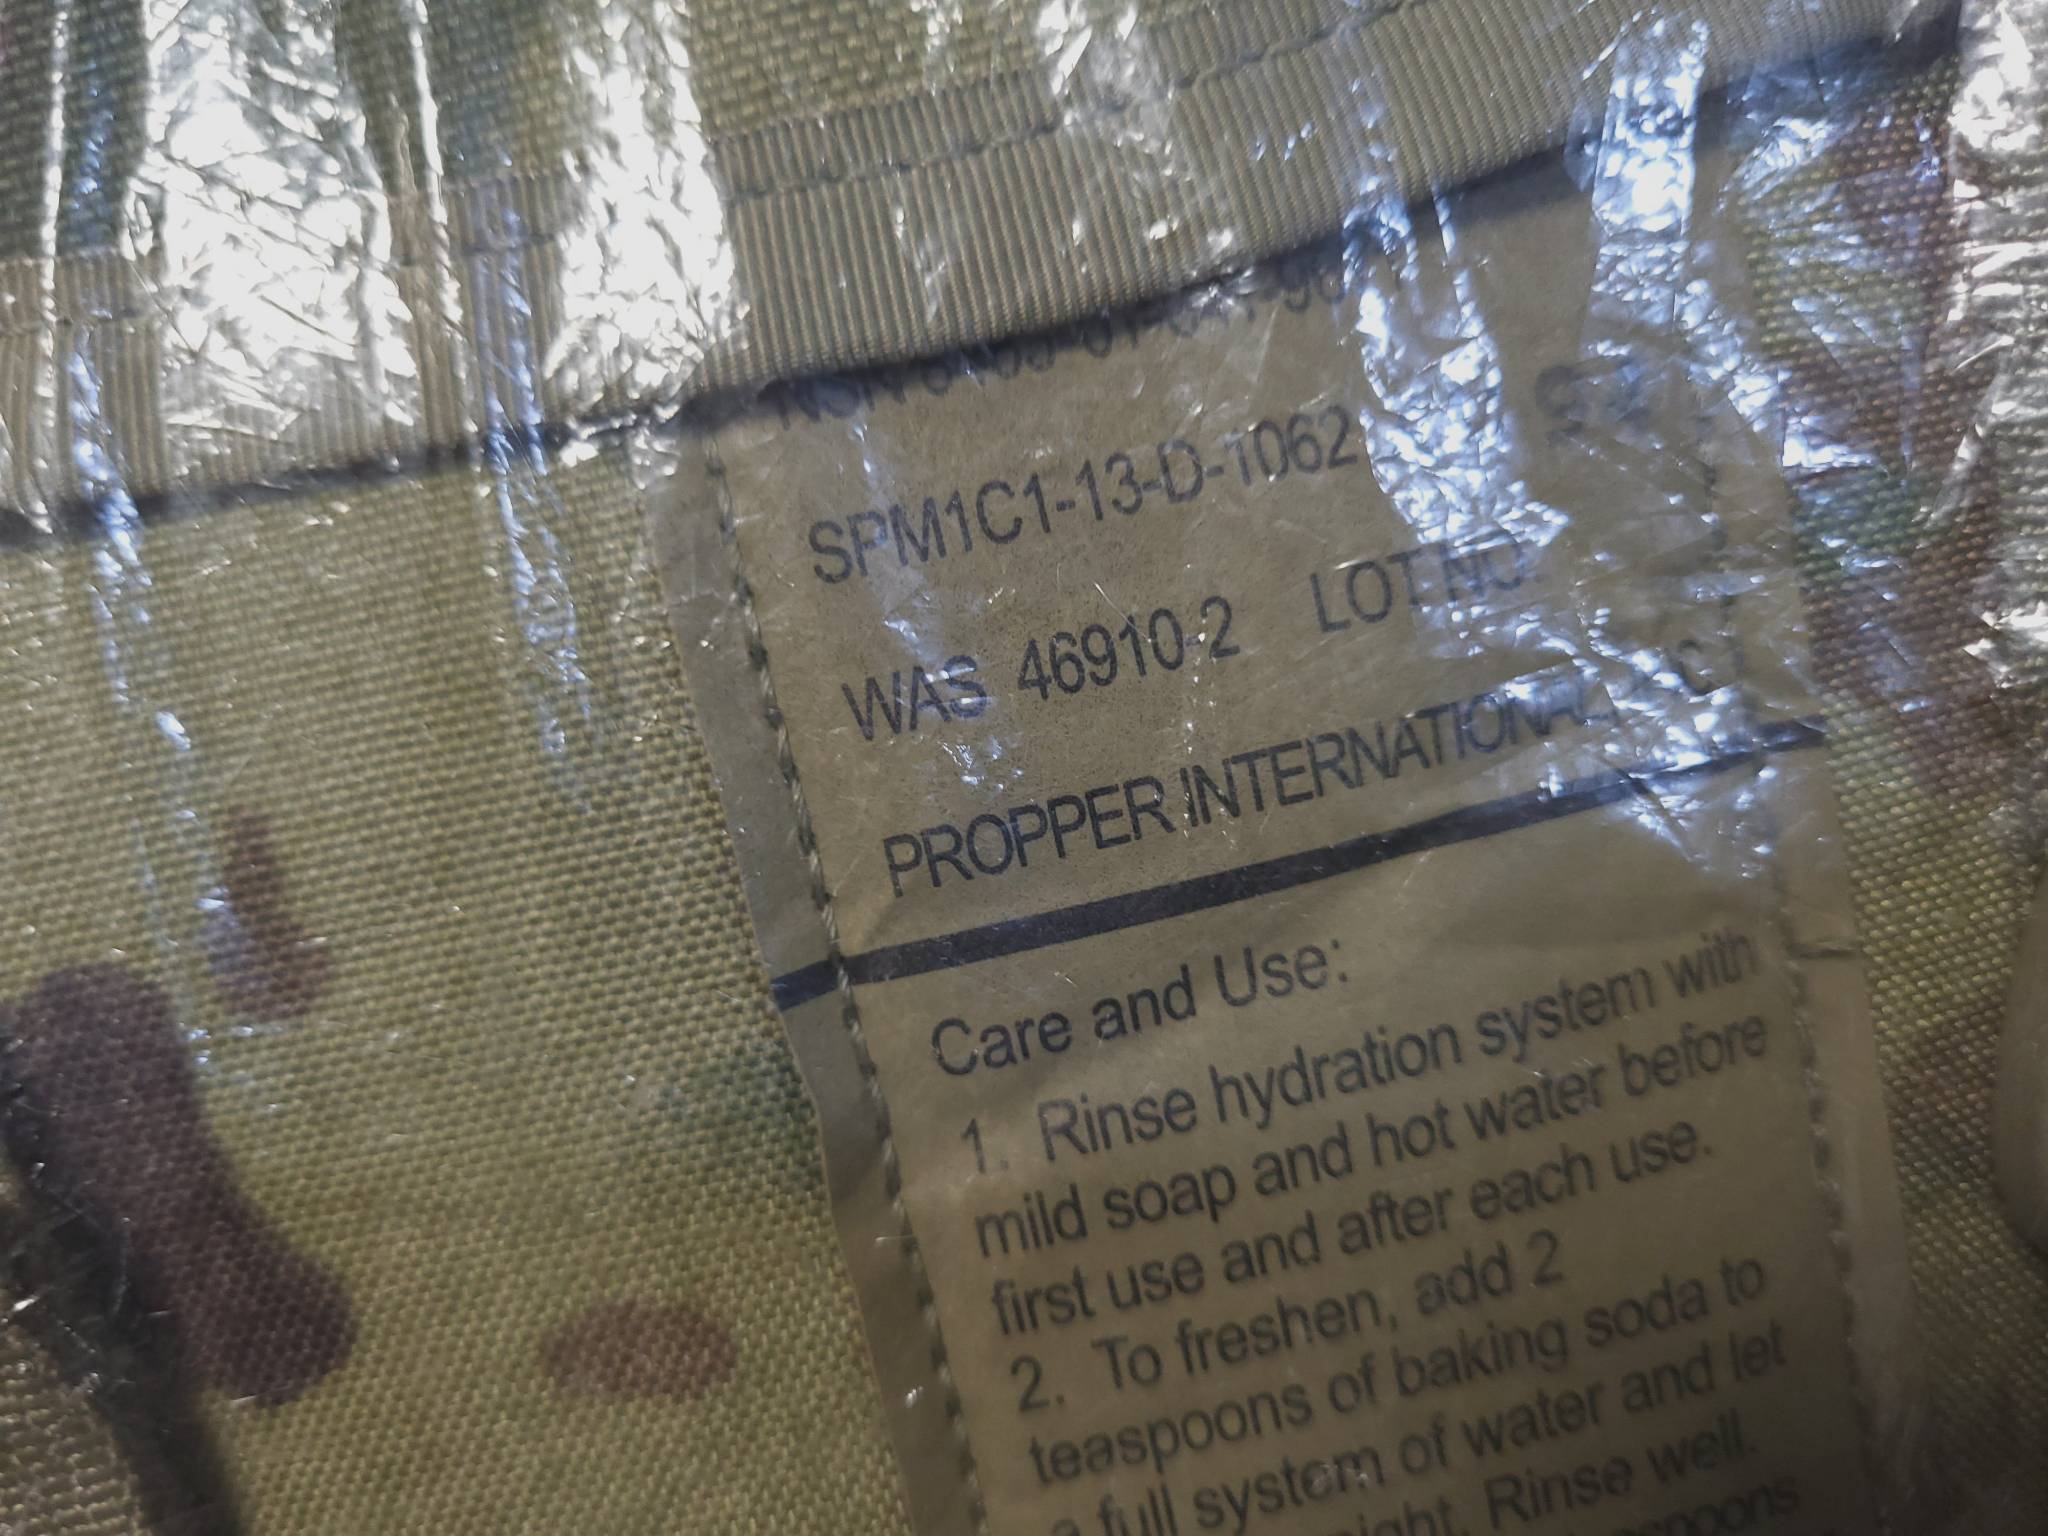 SPM1C1-13-D-1062
WAS 46910-2 LOT NO
PROPPER INTERNATIONAL
Care and Use:
1. Rinse hydration system with
mild soap and hot water before
first use and after each use.
2. To freshen, add 2
teaspoons of baking soda to
a full system of water and let
Rinse well.